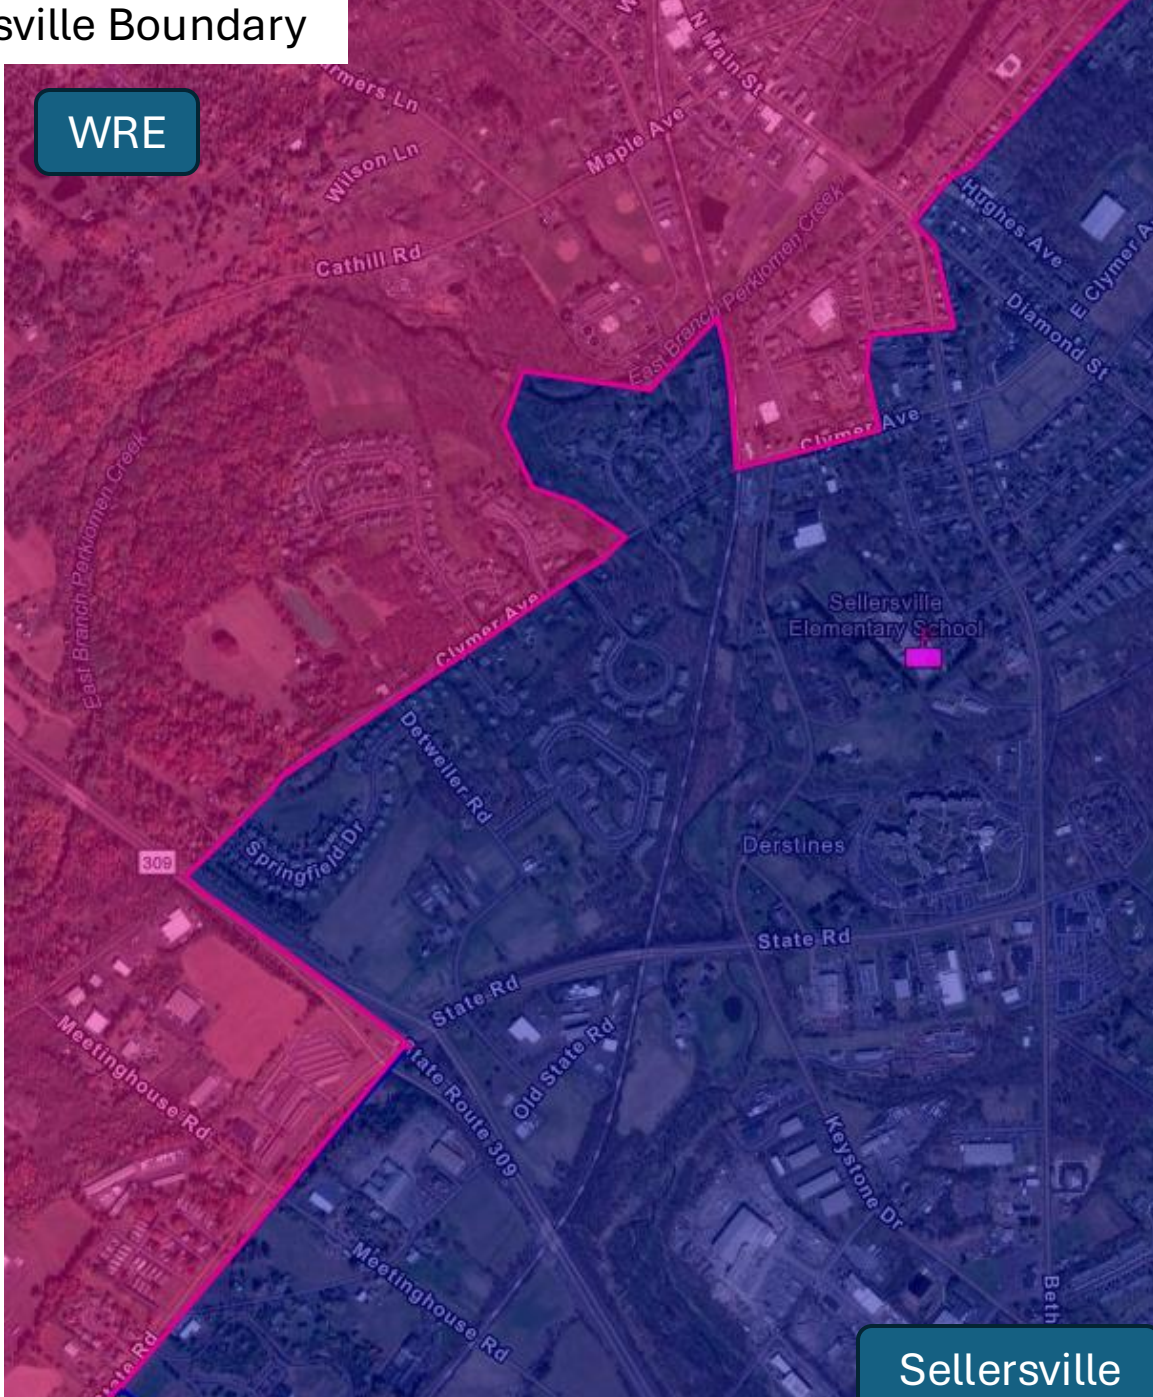 sville Boundary
WRE
N Main St
rmers Ln
Wilson Ln
Maple Ave
Cathill Rd
Hughes Ave
E Clymer A
Diamond St
East Branch Perkiomen Creek
Clymer Ave
East Branch Perkiomen Creek
Sellersville
Elementary School
Clymer Ave
Detweiler Rd
Springfield Dr
309
Derstines
State Rd
State Rd
Old State Rd
State Route 309
Meetinghouse Rd
Keystone Dr
Meetinghouse Rd
Beth
State Rd
Sellersville